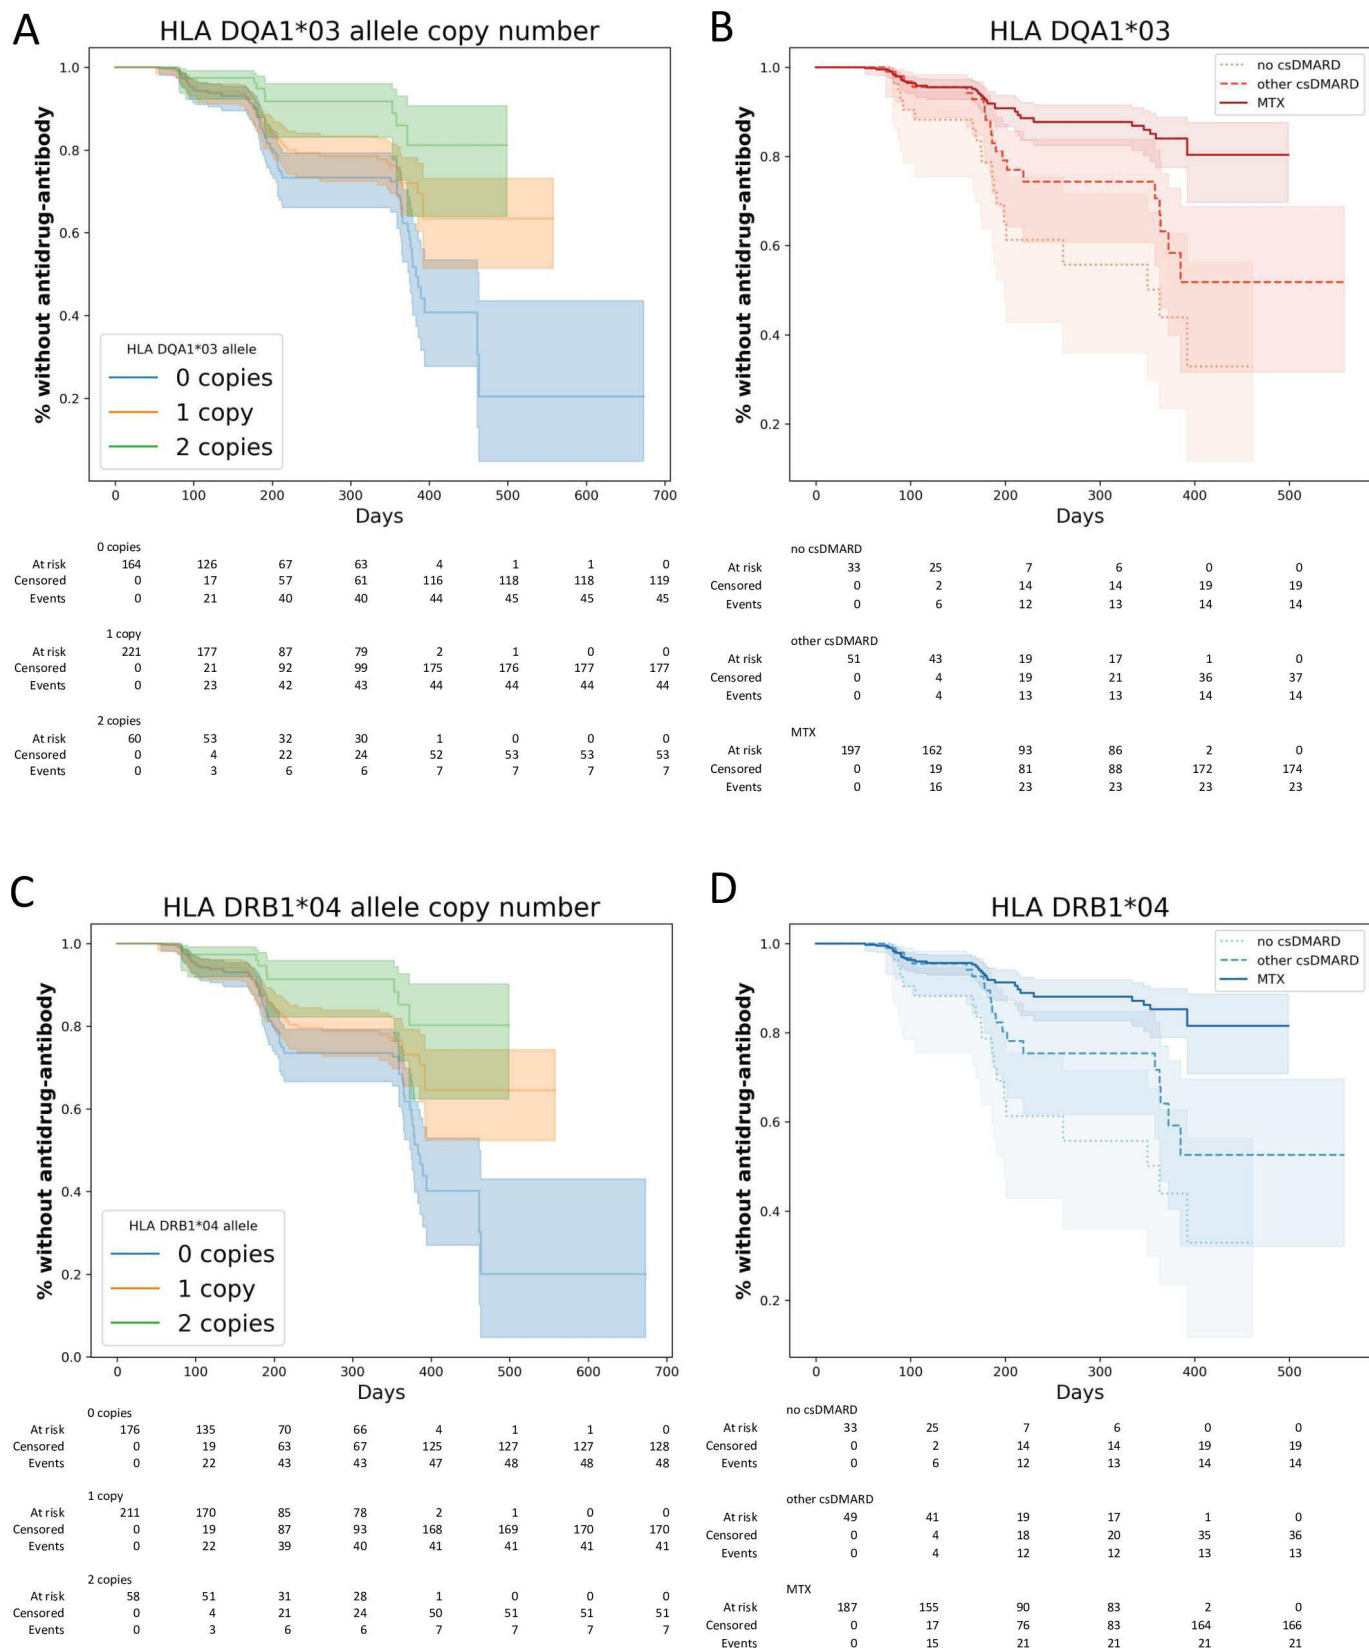 A
HLA DQA1*03 allele copy number
% without antidrug-antibody
1.0
0.8
0.6
0.4
0.2
HLA DQA1*03 allele
0 copies
1 copy
2 copies
0 100 200 300 400 500 600 700
Days
0 copies
At risk 164 126 67 63 4 1 1 0
Censored 0 17 57 61 116 118 118 119
Events 0 21 40 40 44 45 45 45
1 copy
At risk 221 177 87 79 2 1 0 0
Censored 0 21 92 99 175 176 177 177
Events 0 23 42 43 44 44 44 44
2 copies
At risk 60 53 32 30 1 0 0 0
Censored 0 4 22 24 52 53 53 53
Events 0 3 6 6 7 7 7 7
B
HLA DQA1*03
% without antidrug-antibody
1.0
0.8
0.6
0.4
0.2
no csDMARD
other csDMARD
MTX
0 100 200 300 400 500
Days
no csDMARD
At risk 33 25 7 6 0 0
Censored 0 2 14 14 19 19
Events 0 6 12 13 14 14
other csDMARD
At risk 51 43 19 17 1 0
Censored 0 4 19 21 36 37
Events 0 4 13 13 14 14
MTX
At risk 197 162 93 86 2 0
Censored 0 19 81 88 172 174
Events 0 16 23 23 23 23
C
HLA DRB1*04 allele copy number
% without antidrug-antibody
1.0
0.8
0.6
0.4
0.2
0.0
HLA DRB1*04 allele
0 copies
1 copy
2 copies
0 100 200 300 400 500 600 700
Days
0 copies
At risk 176 135 70 66 4 1 1 0
Censored 0 19 63 67 125 127 127 128
Events 0 22 43 43 47 48 48 48
1 copy
At risk 211 170 85 78 2 1 0 0
Censored 0 19 87 93 168 169 170 170
Events 0 22 39 40 41 41 41 41
2 copies
At risk 58 51 31 28 1 0 0 0
Censored 0 4 21 24 50 51 51 51
Events 0 3 6 6 7 7 7 7
D
HLA DRB1*04
% without antidrug-antibody
1.0
0.8
0.6
0.4
0.2
no csDMARD
other csDMARD
MTX
0 100 200 300 400 500
Days
no csDMARD
At risk 33 25 7 6 0 0
Censored 0 2 14 14 19 19
Events 0 6 12 13 14 14
other csDMARD
At risk 49 41 19 17 1 0
Censored 0 4 18 20 35 36
Events 0 4 12 12 13 13
MTX
At risk 187 155 90 83 2 0
Censored 0 17 76 83 164 166
Events 0 15 21 21 21 21